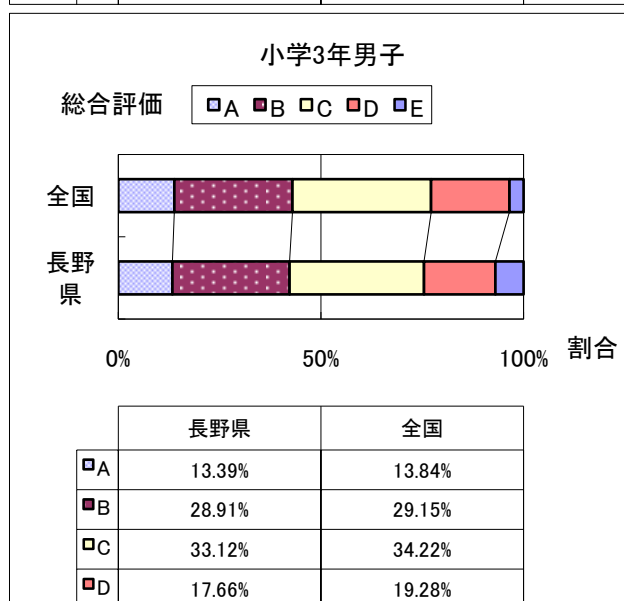 小学3年男子
総合評価 A B C D E
全国
長野
県
0% 50% 100% 割合
長野県 全国
A 13.39% 13.84%
B 28.91% 29.15%
C 33.12% 34.22%
D 17.66% 19.28%